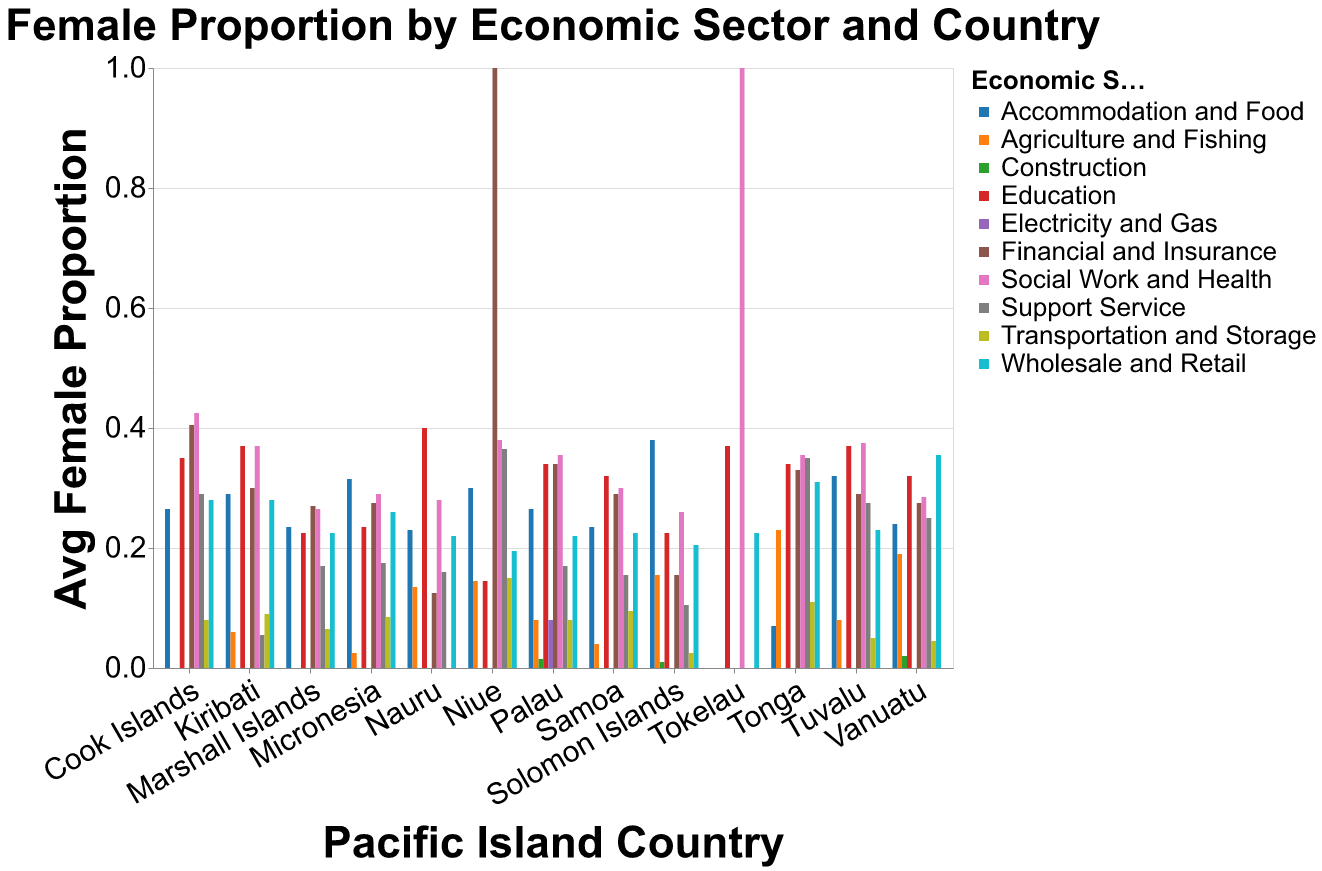 Female Proportion by Economic Sector and Country
Avg Female Proportion
1.0
0.8
0.6
0.4
0.2
0.0
Cook Islands
Kiribati
Marshall Islands
Micronesia
Nauru
Niue
Palau
Samoa
Solomon Islands
Tokelau
Tonga
Tuvalu
Vanuatu
Pacific Island Country
Economic S…
Accommodation and Food
Agriculture and Fishing
Construction
Education
Electricity and Gas
Financial and Insurance
Social Work and Health
Support Service
Transportation and Storage
Wholesale and Retail